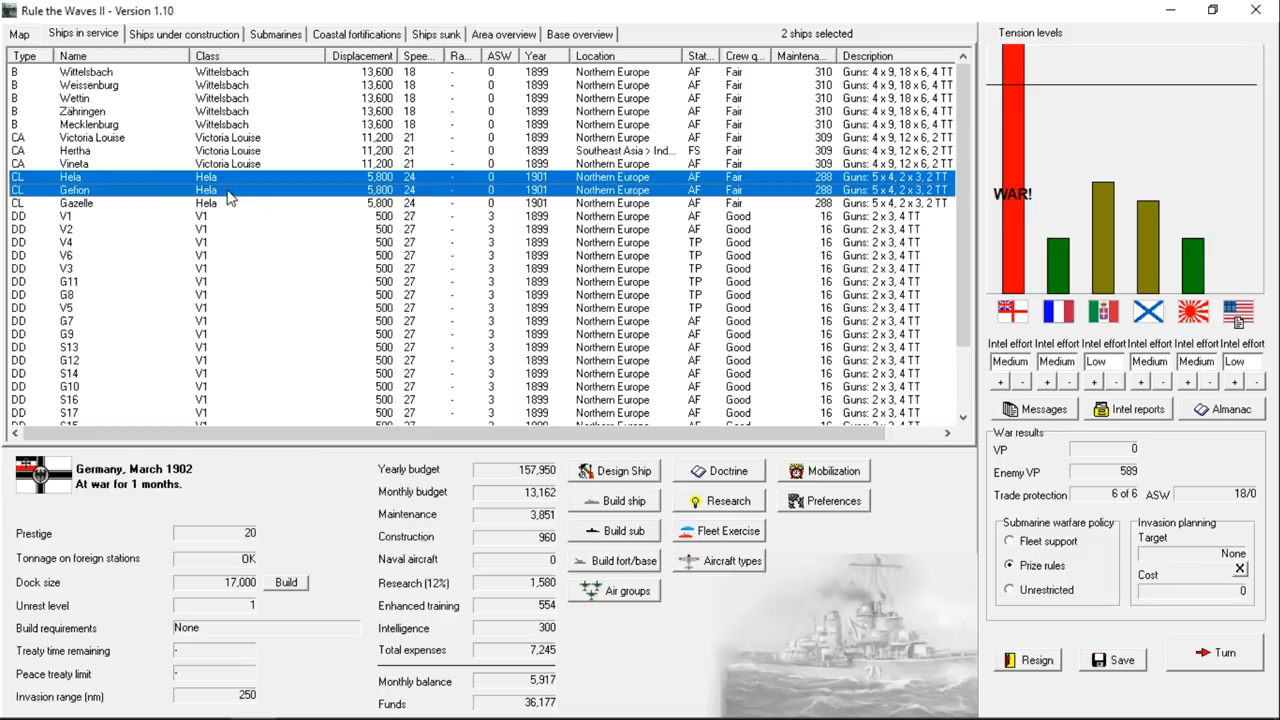 Rule the Waves II - Version 1.10
Map Ships in service Ships under construction Submarines Coastal fortifications Ships sunk Area overview Base overview 2 ships selected
Type Name Class Displacement Spee... Ra... ASW Year Location Stat... Crew q... Maintena... Description
B Wittelsbach Wittelsbach 13,600 18 - 0 1899 Northern Europe AF Fair 310 Guns: 4 x 9, 18 x 6, 4 TT
B Weissenburg Wittelsbach 13,600 18 - 0 1899 Northern Europe AF Fair 310 Guns: 4 x 9, 18 x 6, 4 TT
B Wettin Wittelsbach 13,600 18 - 0 1899 Northern Europe AF Fair 310 Guns: 4 x 9, 18 x 6, 4 TT
B Zähringen Wittelsbach 13,600 18 - 0 1899 Northern Europe AF Fair 310 Guns: 4 x 9, 18 x 6, 4 TT
B Mecklenburg Wittelsbach 13,600 18 - 0 1899 Northern Europe AF Fair 310 Guns: 4 x 9, 18 x 6, 4 TT
CA Victoria Louise Victoria Louise 11,200 21 - 0 1899 Northern Europe AF Fair 309 Guns: 4 x 9, 12 x 6, 2 TT
CA Hertha Victoria Louise 11,200 21 - 0 1899 Southeast Asia > Ind... FS Fair 309 Guns: 4 x 9, 12 x 6, 2 TT
CA Vineta Victoria Louise 11,200 21 - 0 1899 Northern Europe AF Fair 309 Guns: 4 x 9, 12 x 6, 2 TT
CL Hela Hela 5,800 24 - 0 1901 Northern Europe AF Fair 288 Guns: 5 x 4, 2 x 3, 2 TT
CL Gefion Hela 5,800 24 - 0 1901 Northern Europe AF Fair 288 Guns: 5 x 4, 2 x 3, 2 TT
CL Gazelle Hela 5,800 24 - 0 1901 Northern Europe AF Fair 288 Guns: 5 x 4, 2 x 3, 2 TT
DD V1 V1 500 27 - 3 1899 Northern Europe AF Good 16 Guns: 2 x 3, 4 TT
DD V2 V1 500 27 - 3 1899 Northern Europe AF Good 16 Guns: 2 x 3, 4 TT
DD V4 V1 500 27 - 3 1899 Northern Europe TP Good 16 Guns: 2 x 3, 4 TT
DD V6 V1 500 27 - 3 1899 Northern Europe TP Good 16 Guns: 2 x 3, 4 TT
DD V3 V1 500 27 - 3 1899 Northern Europe AF Good 16 Guns: 2 x 3, 4 TT
DD G11 V1 500 27 - 3 1899 Northern Europe TP Good 16 Guns: 2 x 3, 4 TT
DD G8 V1 500 27 - 3 1899 Northern Europe TP Good 16 Guns: 2 x 3, 4 TT
DD V5 V1 500 27 - 3 1899 Northern Europe TP Good 16 Guns: 2 x 3, 4 TT
DD G7 V1 500 27 - 3 1899 Northern Europe AF Good 16 Guns: 2 x 3, 4 TT
DD G9 V1 500 27 - 3 1899 Northern Europe TP Good 16 Guns: 2 x 3, 4 TT
DD S13 V1 500 27 - 3 1899 Northern Europe AF Good 16 Guns: 2 x 3, 4 TT
DD G12 V1 500 27 - 3 1899 Northern Europe AF Good 16 Guns: 2 x 3, 4 TT
DD S14 V1 500 27 - 3 1899 Northern Europe AF Good 16 Guns: 2 x 3, 4 TT
DD G10 V1 500 27 - 3 1899 Northern Europe AF Good 16 Guns: 2 x 3, 4 TT
DD S16 V1 500 27 - 3 1899 Northern Europe AF Good 16 Guns: 2 x 3, 4 TT
DD S17 V1 500 27 - 3 1899 Northern Europe AF Good 16 Guns: 2 x 3, 4 TT
Tension levels
WAR!
Intel effort Intel effort Intel effort Intel effort Intel effort Intel effort
Medium Medium Low Medium Medium Low
+ - + - + - + - + - + -
Messages Intel reports Almanac
War results
VP 0
Enemy VP 589
Trade protection 6 of 6 ASW 18/0
Submarine warfare policy
Fleet support
Prize rules
Unrestricted
Invasion planning
Target
None
X
Cost
0
Resign Save Turn
Germany, March 1902
At war for 1 months.
Prestige 20
Tonnage on foreign stations OK
Dock size 17,000 Build
Unrest level 1
Build requirements None
Treaty time remaining -
Peace treaty limit -
Invasion range (nm) 250
Yearly budget 157,950
Monthly budget 13,162
Maintenance 3,851
Construction 960
Naval aircraft 0
Research (12%) 1,580
Enhanced training 554
Intelligence 300
Total expenses 7,245
Monthly balance 5,917
Funds 36,177
Design Ship Doctrine Mobilization
Build ship Research Preferences
Build sub Fleet Exercise
Build fort/base Aircraft types
Air groups